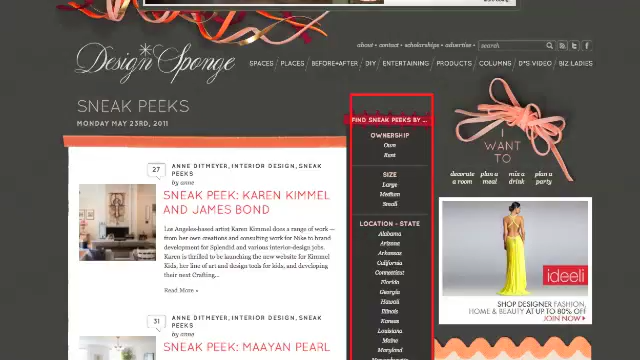 about • contact • scholarships • advertise •
search
Design Sponge
SPACES / PLACES / BEFORE+AFTER / DIY / ENTERTAINING / PRODUCTS / COLUMNS / D*S VIDEO / BIZ LADIES
SNEAK PEEKS
MONDAY MAY 23RD, 2011
27
ANNE DITMEYER, INTERIOR DESIGN, SNEAK
PEEKS
by anne
SNEAK PEEK: KAREN KIMMEL
AND JAMES BOND
Los Angeles-based artist Karen Kimmel does a range of work —
from her own creations and consulting work for Nike to brand
development for Splendid and various interior-design jobs.
Karen is thrilled to be launching the new website for Kimmel
Kids, her line of art and design tools for kids, and developing
their next Crafting...
Read More »
31
ANNE DITMEYER, INTERIOR DESIGN, SNEAK
PEEKS
by anne
SNEAK PEEK: MAAYAN PEARL
FIND SNEAK PEEKS BY ...
OWNERSHIP
Own
Rent
SIZE
Large
Medium
Small
LOCATION - STATE
Alabama
Arizona
Arkansas
California
Connecticut
Florida
Georgia
Hawaii
Illinois
Kansas
Louisiana
Maine
Maryland
I
WANT
TO
decorate
a room
plan a
meal
mix a
drink
plan a
party
ideeli
SHOP DESIGNER FASHION,
HOME & BEAUTY AT UP TO 80% OFF
JOIN NOW